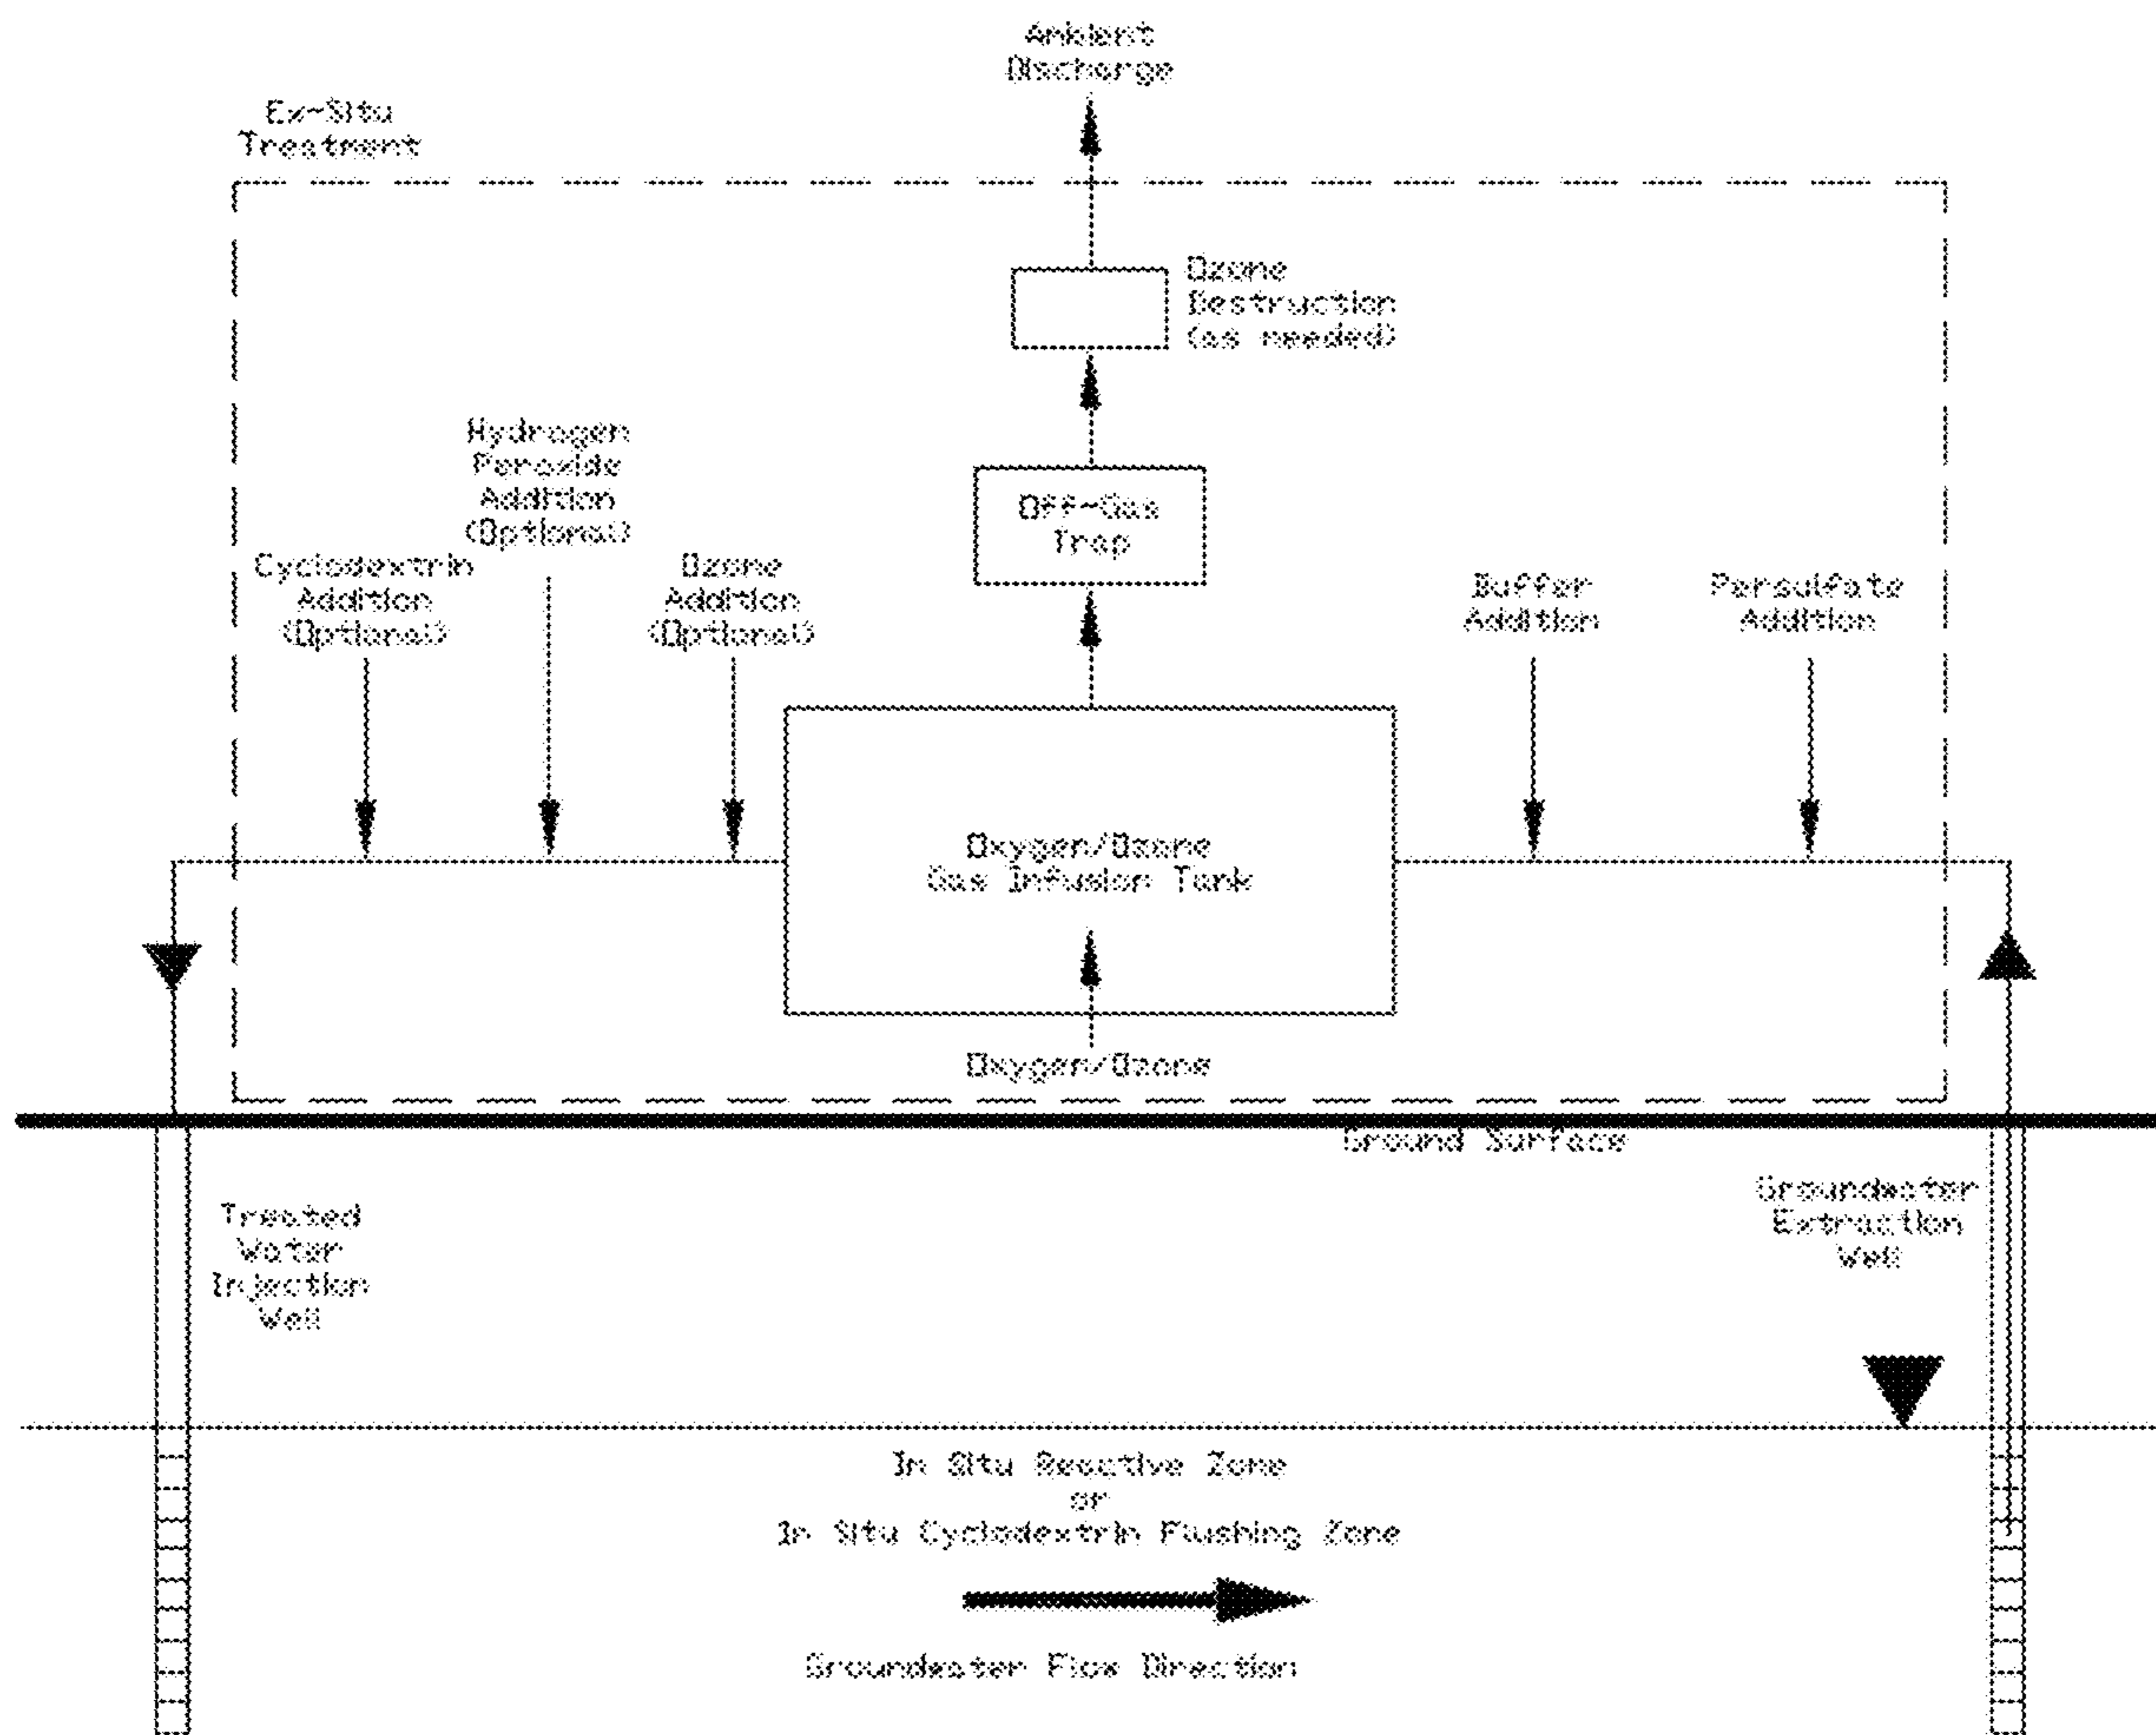 Ambient
Discharge
Ex-Situ
Treatment
Ozone
Destruction
(as needed)
Hydrogen
Peroxide
Addition
(Optional)
Off-Gas
Trap
Cyclodextrin
Addition
(Optional)
Ozone
Addition
(Optional)
Buffer
Addition
Persulfate
Addition
Oxygen/Ozone
Gas Infusion Tank
Oxygen/Ozone
Ground Surface
Treated
Water
Injection
Well
Groundwater
Extraction
Well
In Situ Reactive Zone
or
In Situ Cyclodextrin Flushing Zone
Groundwater Flow Direction